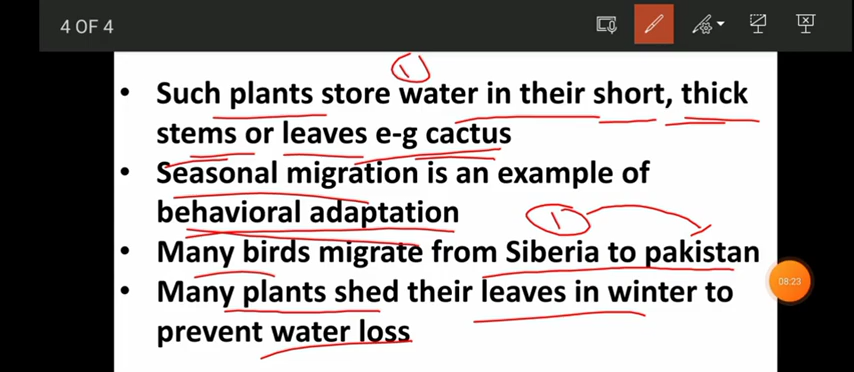 4 OF 4
1
• Such plants store water in their short, thick
stems or leaves e-g cactus
• Seasonal migration is an example of
behavioral adaptation
1
• Many birds migrate from Siberia to pakistan
• Many plants shed their leaves in winter to
prevent water loss
08:23